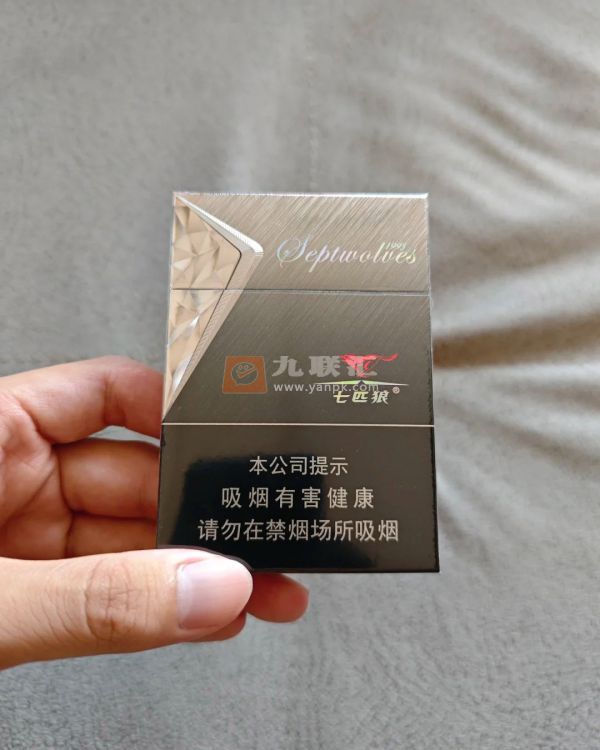 Septwolves
1995
九联汇
www.yanpk.com
七匹狼®
本公司提示
吸烟有害健康
请勿在禁烟场所吸烟